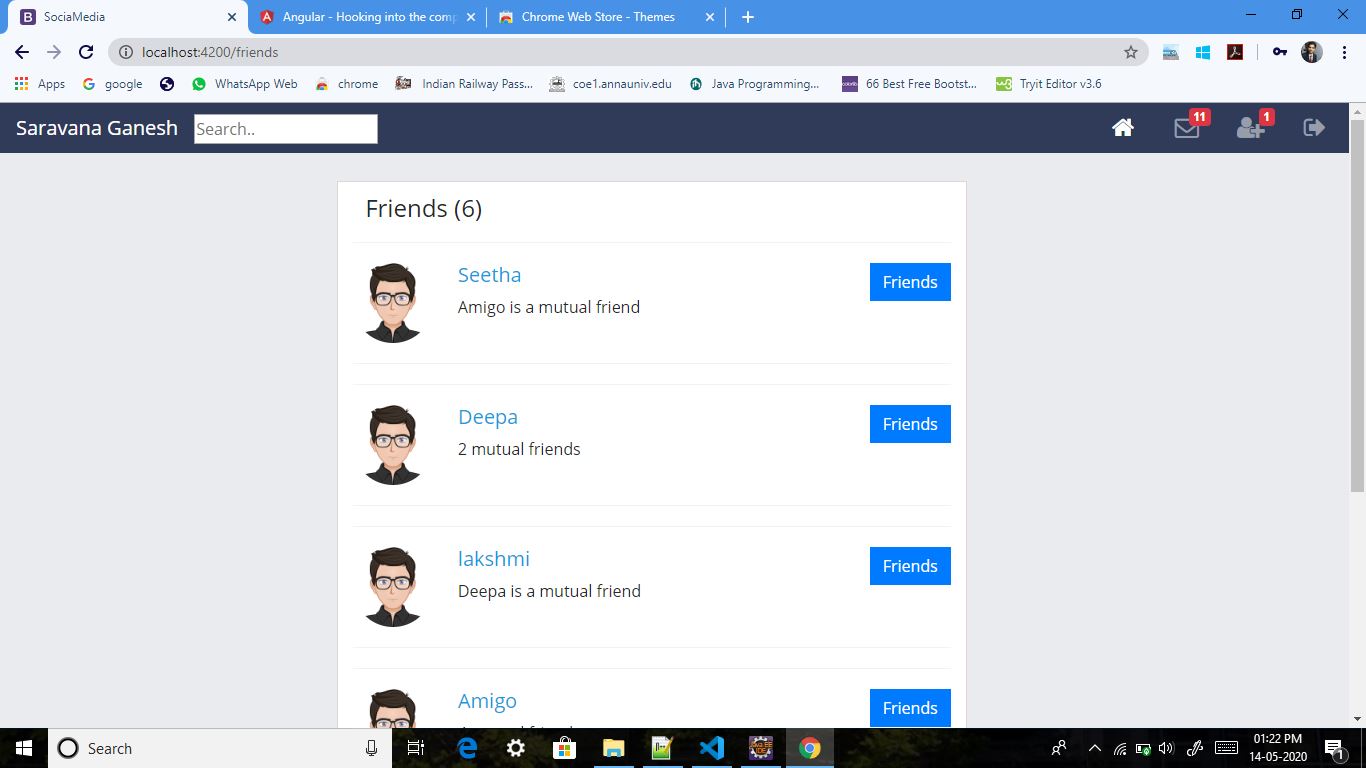 SociaMedia
Angular - Hooking into the comp
Chrome Web Store - Themes
localhost:4200/friends
Apps
google
WhatsApp Web
chrome
Indian Railway Pass...
coe1.annauniv.edu
Java Programming...
66 Best Free Bootst...
Tryit Editor v3.6
Saravana Ganesh
Search..
11
1
Friends (6)
Seetha
Friends
Amigo is a mutual friend
Deepa
Friends
2 mutual friends
lakshmi
Friends
Deepa is a mutual friend
Amigo
Friends
Search
01:22 PM
14-05-2020
1